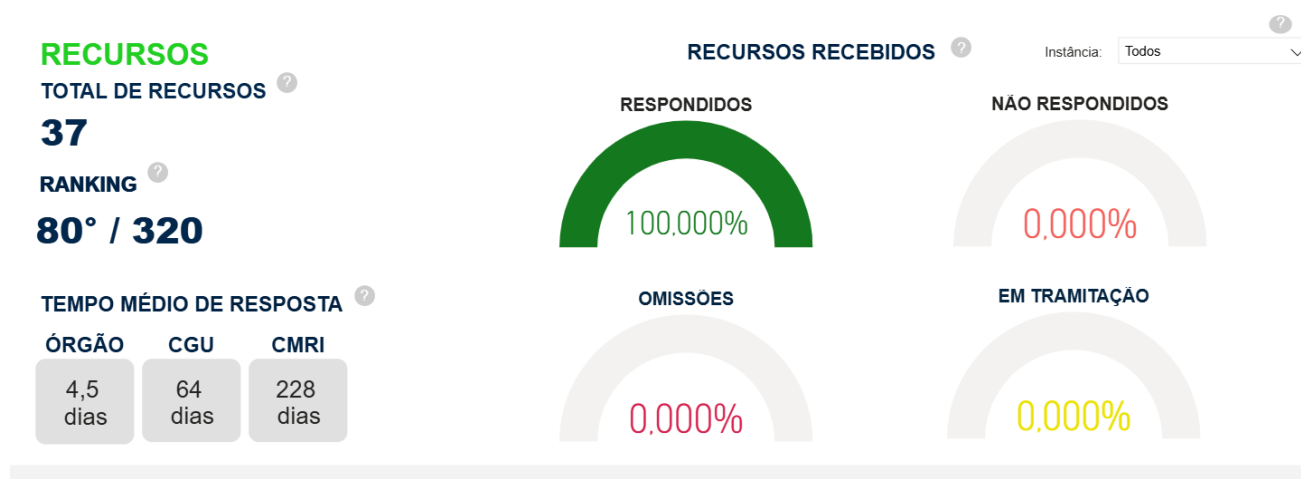 RECURSOS
TOTAL DE RECURSOS ?
37
RANKING ?
80° / 320
TEMPO MÉDIO DE RESPOSTA ?
ÓRGÃO CGU CMRI
4,5 64 228
dias dias dias
?
RECURSOS RECEBIDOS ? Instância: Todos
RESPONDIDOS NÃO RESPONDIDOS
100,000% 0,000%
OMISSÕES EM TRAMITAÇÃO
0,000% 0,000%